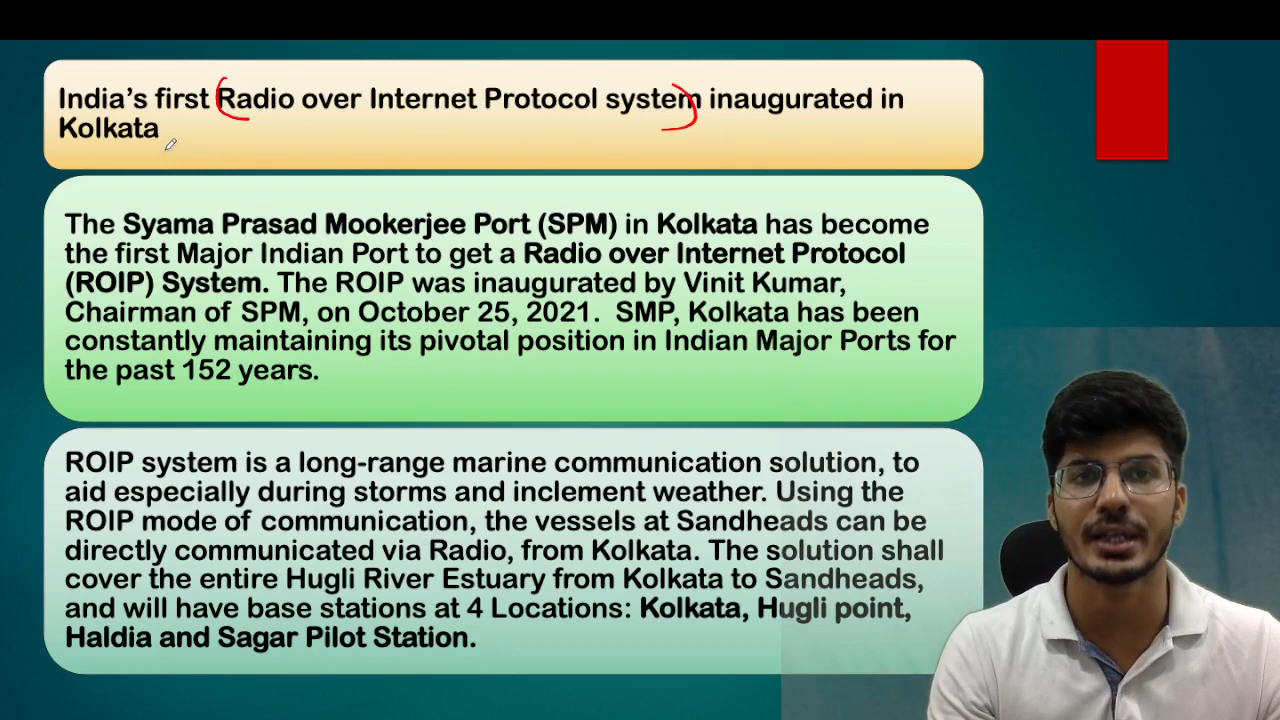 India's first Radio over Internet Protocol system inaugurated in
Kolkata
The Syama Prasad Mookerjee Port (SPM) in Kolkata has become
the first Major Indian Port to get a Radio over Internet Protocol
(ROIP) System. The ROIP was inaugurated by Vinit Kumar,
Chairman of SPM, on October 25, 2021.  SMP, Kolkata has been
constantly maintaining its pivotal position in Indian Major Ports for
the past 152 years.
ROIP system is a long-range marine communication solution, to
aid especially during storms and inclement weather. Using the
ROIP mode of communication, the vessels at Sandheads can be
directly communicated via Radio, from Kolkata. The solution shall
cover the entire Hugli River Estuary from Kolkata to Sandheads,
and will have base stations at 4 Locations: Kolkata, Hugli point,
Haldia and Sagar Pilot Station.